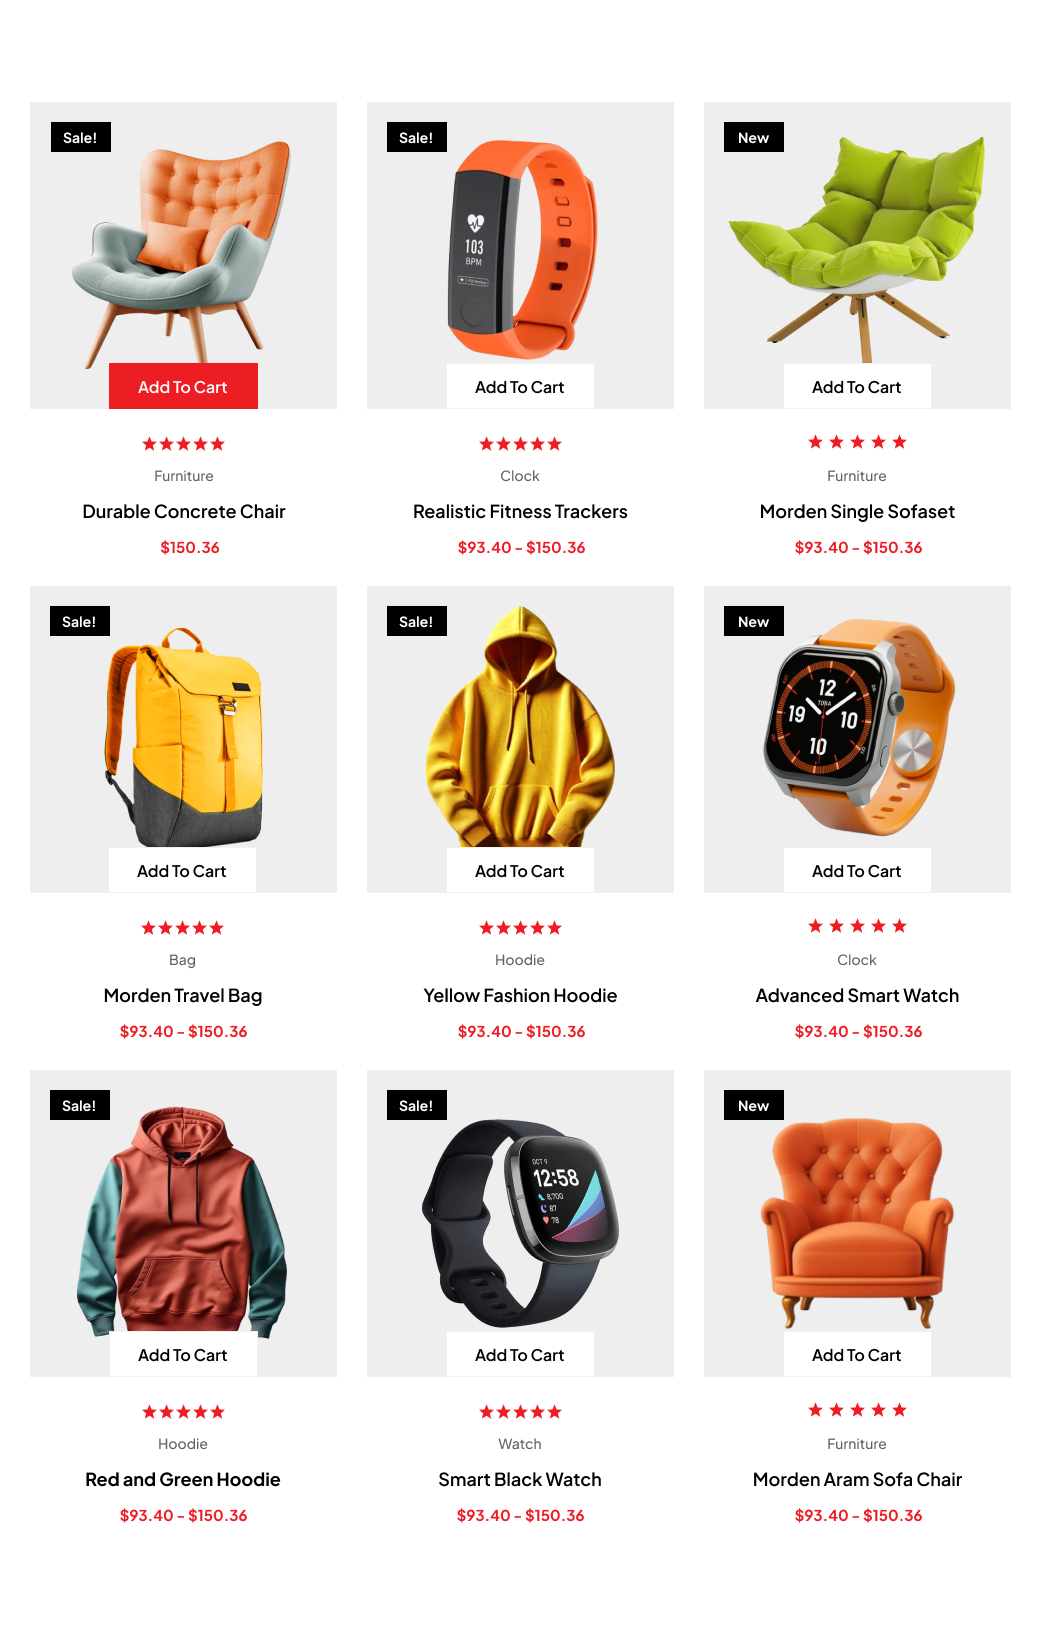 Sale!
Sale!
New
103
BPM
Add To Cart
Add To Cart
Add To Cart
Furniture
Clock
Furniture
Durable Concrete Chair
Realistic Fitness Trackers
Morden Single Sofaset
$150.36
$93.40 - $150.36
$93.40 - $150.36
Sale!
Sale!
New
12
19
10
10
Add To Cart
Add To Cart
Add To Cart
Bag
Hoodie
Clock
Morden Travel Bag
Yellow Fashion Hoodie
Advanced Smart Watch
$93.40 - $150.36
$93.40 - $150.36
$93.40 - $150.36
Sale!
Sale!
New
OCT 9
12:58
8,700
87
78
Add To Cart
Add To Cart
Add To Cart
Hoodie
Watch
Furniture
Red and Green Hoodie
Smart Black Watch
Morden Aram Sofa Chair
$93.40 - $150.36
$93.40 - $150.36
$93.40 - $150.36